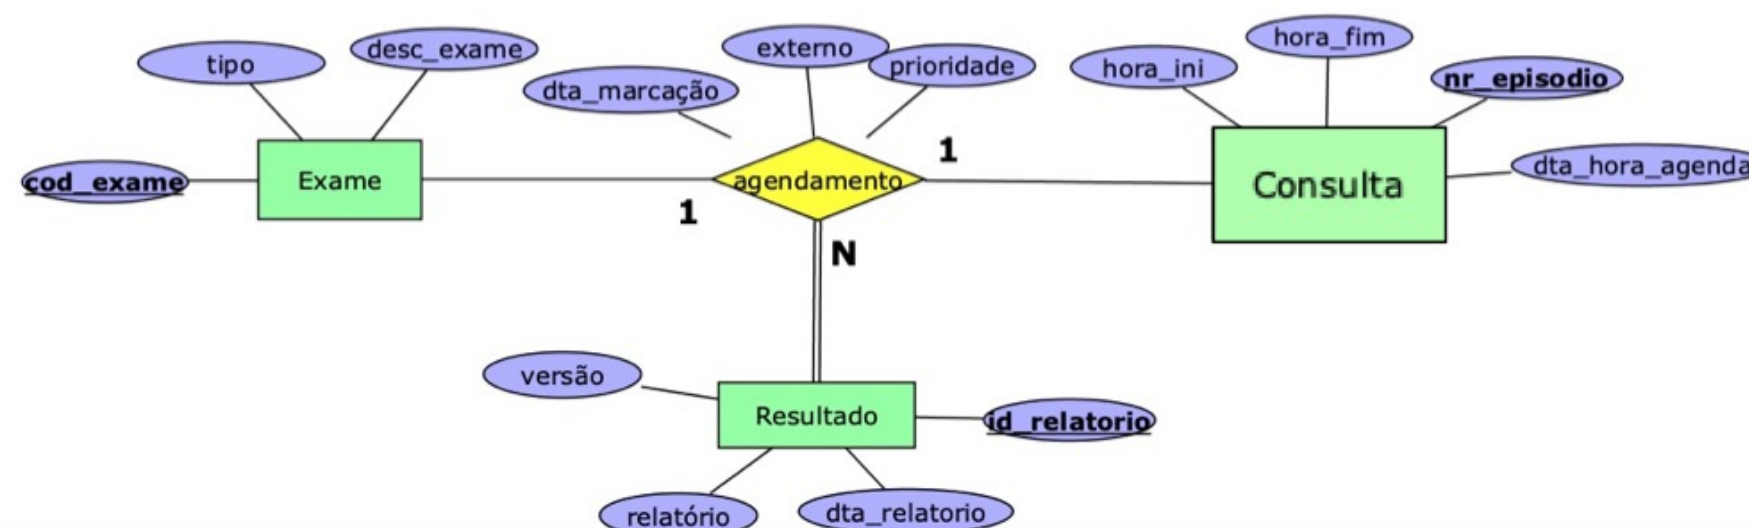 tipo
desc_exame
dta_marcação
externo
prioridade
hora_ini
hora_fim
nr_episodio
cod_exame
Exame
agendamento
1
1
Consulta
dta_hora_agenda
N
versão
Resultado
id_relatorio
relatório
dta_relatorio